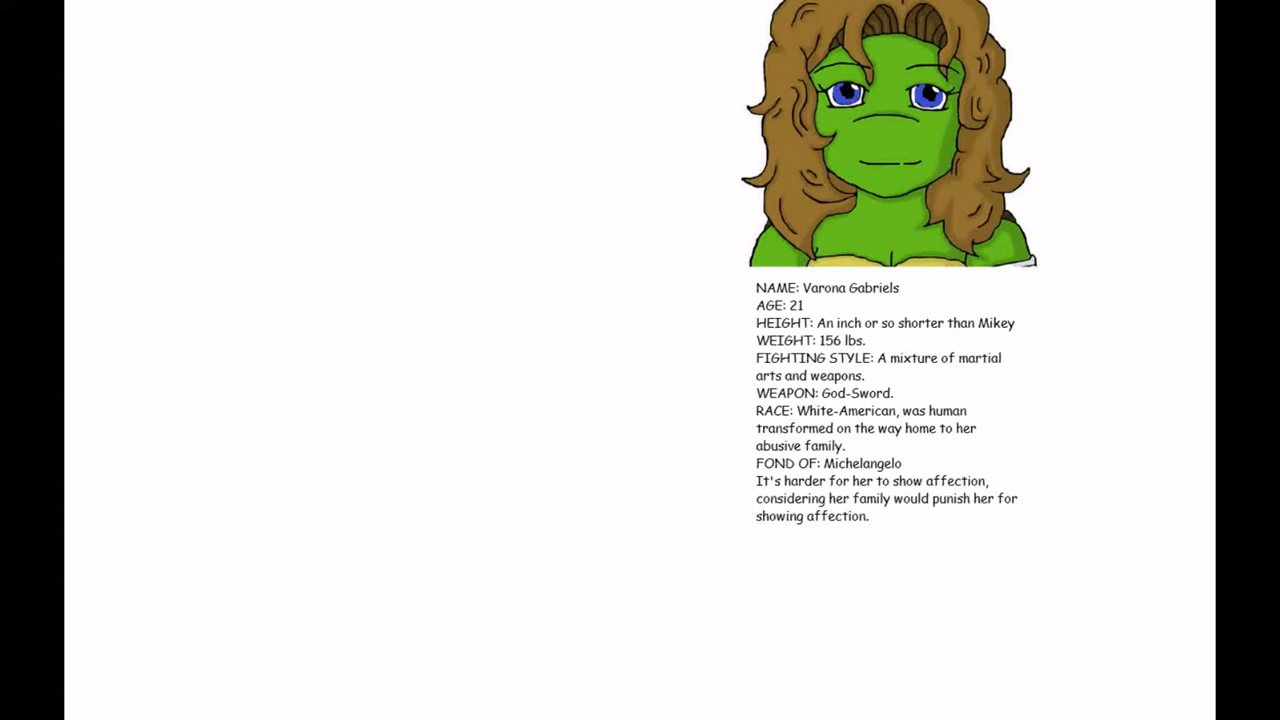 NAME: Varona Gabriels
AGE: 21
HEIGHT: An inch or so shorter than Mikey
WEIGHT: 156 lbs.
FIGHTING STYLE: A mixture of martial
arts and weapons.
WEAPON: God-Sword.
RACE: White-American, was human
transformed on the way home to her
abusive family.
FOND OF: Michelangelo
It's harder for her to show affection,
considering her family would punish her for
showing affection.